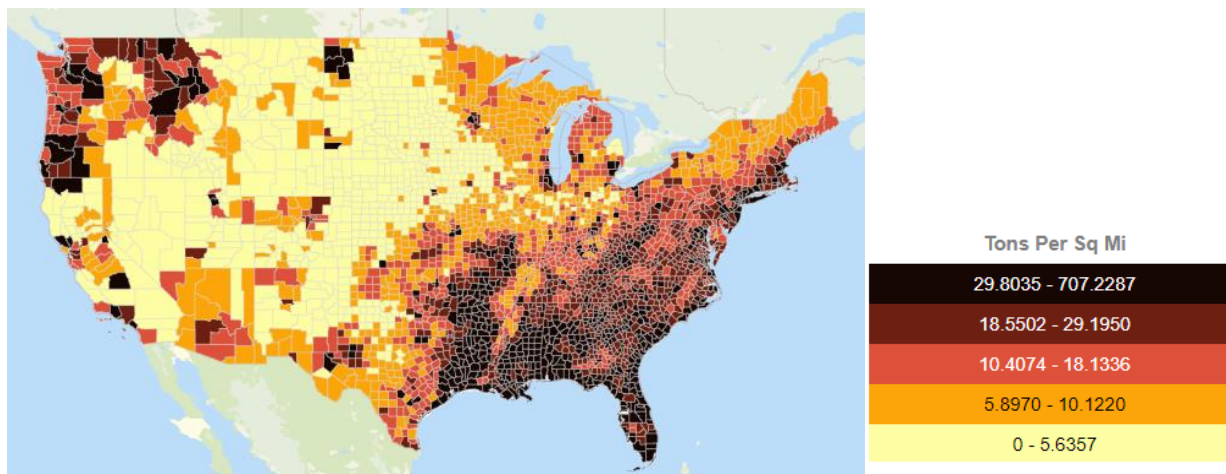 Tons Per Sq Mi
29.8035 - 707.2287
18.5502 - 29.1950
10.4074 - 18.1336
5.8970 - 10.1220
0 - 5.6357